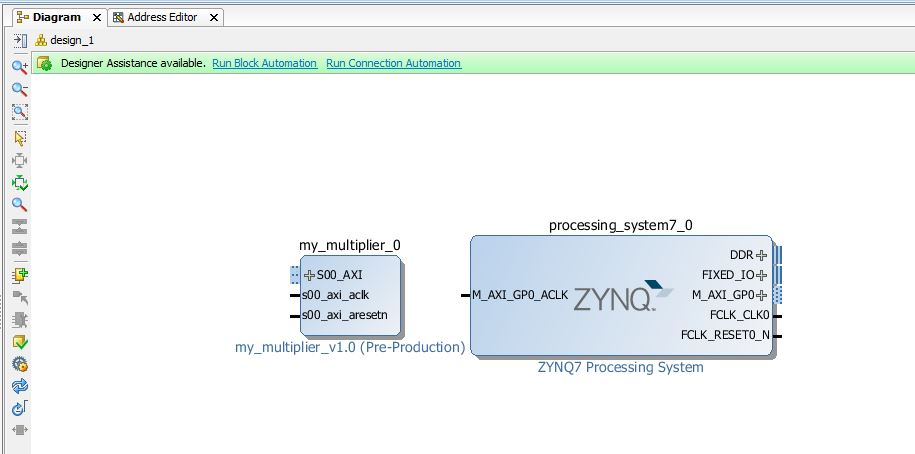 Diagram
Address Editor
design_1
Designer Assistance available. Run Block Automation Run Connection Automation
my_multiplier_0
S00_AXI
s00_axi_aclk
s00_axi_aresetn
my_multiplier_v1.0 (Pre-Production)
processing_system7_0
DDR
FIXED_IO
M_AXI_GP0_ACLK
ZYNQ
M_AXI_GP0
FCLK_CLK0
FCLK_RESET0_N
ZYNQ7 Processing System